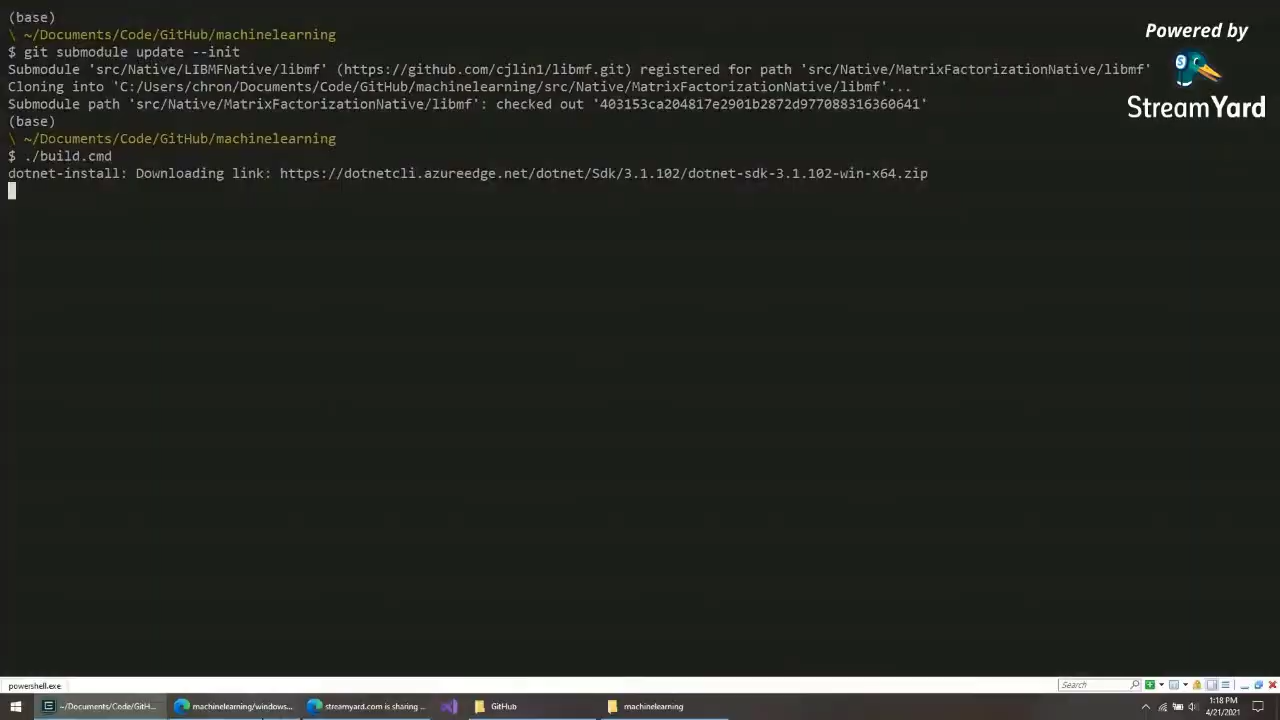 (base)
\ ~/Documents/Code/GitHub/machinelearning
$ git submodule update --init
Submodule 'src/Native/LIBMFNative/libmf' (https://github.com/cjlin1/libmf.git) registered for path 'src/Native/MatrixFactorizationNative/libmf'
Cloning into 'C:/Users/chron/Documents/Code/GitHub/machinelearning/src/Native/MatrixFactorizationNative/libmf'...
Submodule path 'src/Native/MatrixFactorizationNative/libmf': checked out '403153ca204817e2901b2872d977088316360641'
(base)
\ ~/Documents/Code/GitHub/machinelearning
$ ./build.cmd
dotnet-install: Downloading link: https://dotnetcli.azureedge.net/dotnet/Sdk/3.1.102/dotnet-sdk-3.1.102-win-x64.zip
Powered by
S
StreamYard
powershell.exe
Search
~/Documents/Code/GitH...
machinelearning/windows...
streamyard.com is sharing ...
GitHub
machinelearning
1:18 PM
4/21/2021